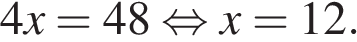 4x = 48 ⇔ x = 12.